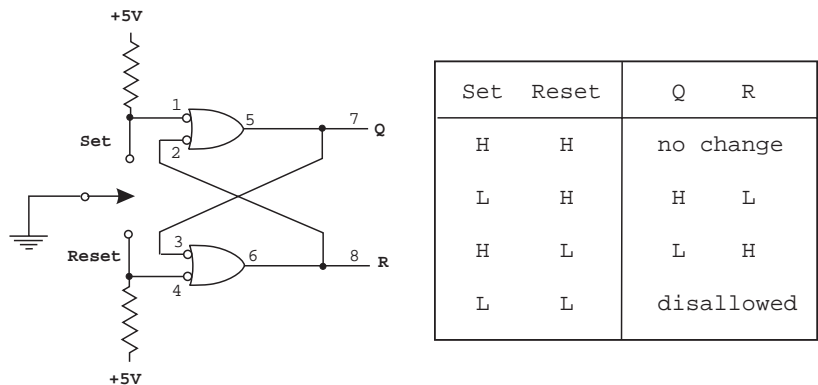 +5V
1
5
7
Q
Set
2
3
6
8
R
Reset
4
+5V
Set Reset Q R
H H no change
L H H L
H L L H
L L disallowed